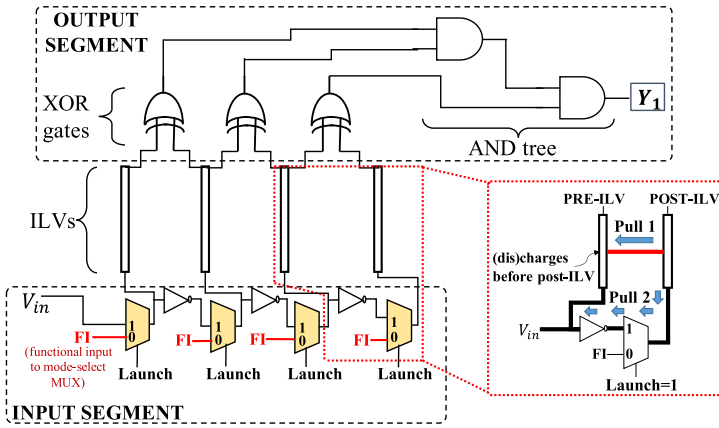 OUTPUT
SEGMENT
XOR
gates
Y₁
AND tree
ILVs
PRE-ILV
POST-ILV
Pull 1
(dis)charges
before post-ILV
Pull 2
V_in
1
0
FI
Launch=1
V_in
1
0
FI
(functional input
to mode-select
MUX)
1
0
FI
1
0
FI
1
0
FI
Launch
Launch
Launch
Launch
INPUT SEGMENT